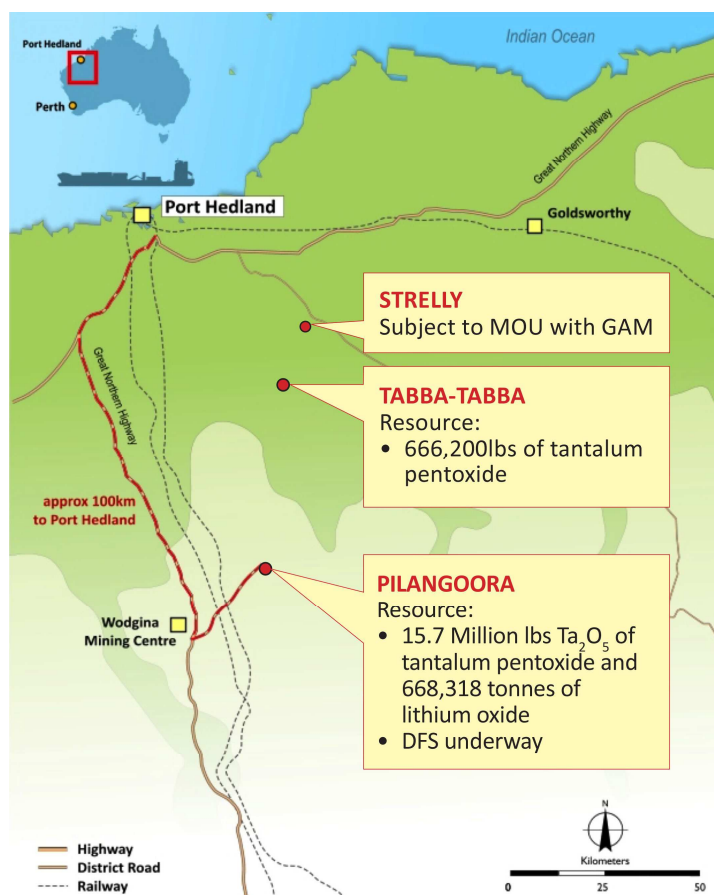 Port Hedland
Perth
Indian Ocean
Great Northern Highway
Port Hedland
Goldsworthy
STRELLY
Subject to MOU with GAM
TABBA-TABBA
Resource:
• 666,200lbs of tantalum
pentoxide
Great Northern Highway
approx 100km
to Port Hedland
PILANGOORA
Resource:
• 15.7 Million lbs Ta₂O₅ of
tantalum pentoxide and
668,318 tonnes of
lithium oxide
• DFS underway
Wodgina
Mining Centre
Highway
District Road
Railway
N
Kilometers
0 25 50